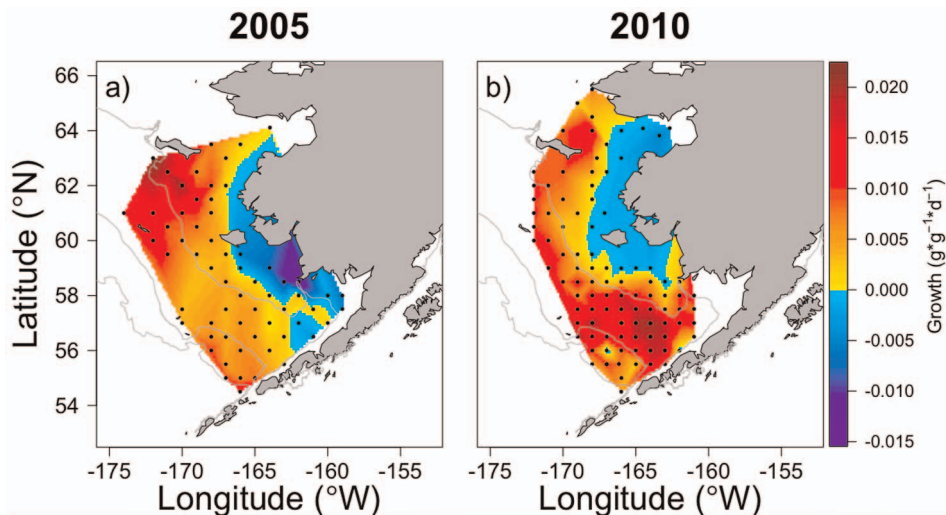 2005 2010
a) b)
66
64
62
60
58
56
54
Latitude (°N)
-175 -170 -165 -160 -155
-175 -170 -165 -160 -155
Longitude (°W) Longitude (°W)
0.020
0.015
0.010
0.005
0.000
-0.005
-0.010
-0.015
Growth (g*g⁻¹*d⁻¹)